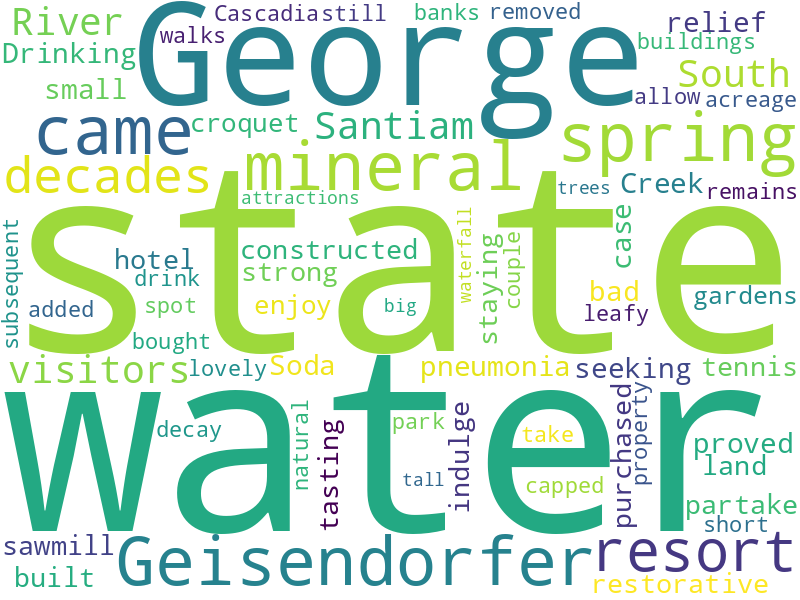 River
walks
Cascadiastill
George
banks
removed
relief
Drinking
buildings
small
South
allow
acreage
came
croquet
Santiam
spring
decades
mineral
attractions
trees
Creek
remains
state
subsequent
hotel
constructed
drink
strong
staying
couple
waterfall
case
added
spot
enjoy
big
bad
leafy
gardens
bought
visitors
lovely
Soda
pneumonia
seeking
tennis
water
decay
natural
tasting
park
tall
indulge
take
capped
purchased
property
proved
land
partake
short
sawmill
built
Geisendorfer
resort
restorative